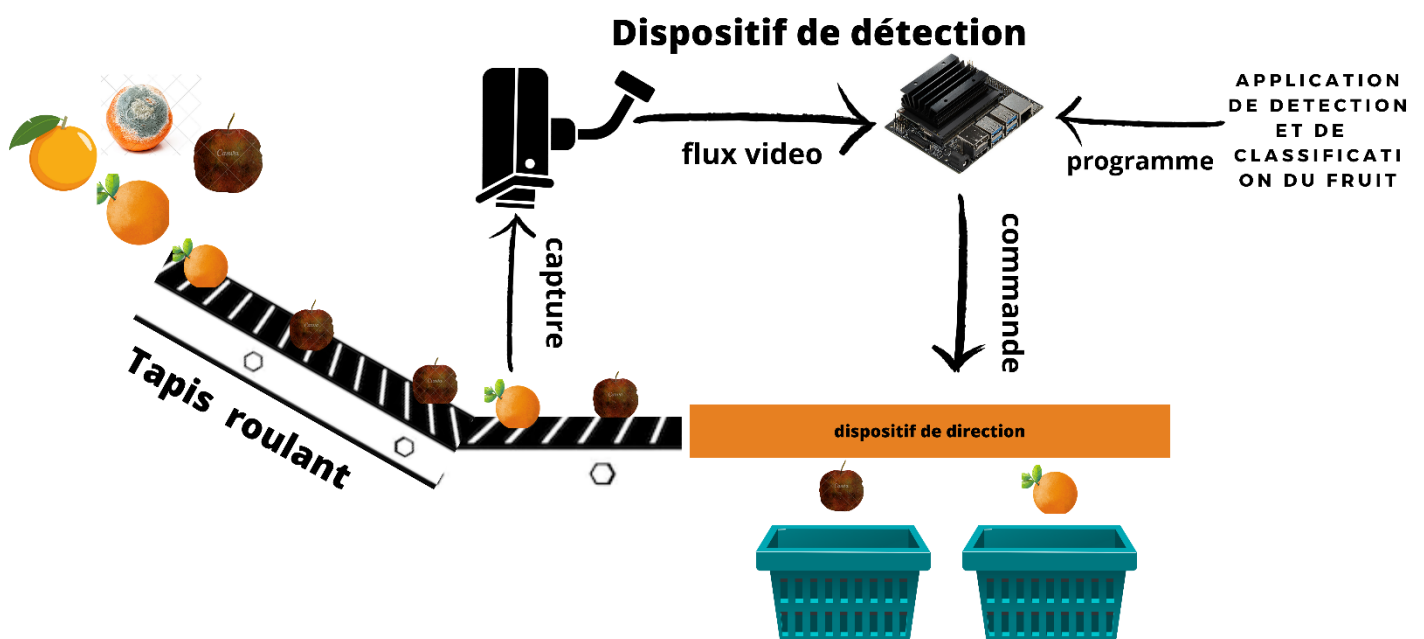 Dispositif de détection
APPLICATION
DE DETECTION
ET DE
CLASSIFICATI
ON DU FRUIT
flux video
programme
capture
commande
Tapis roulant
dispositif de direction